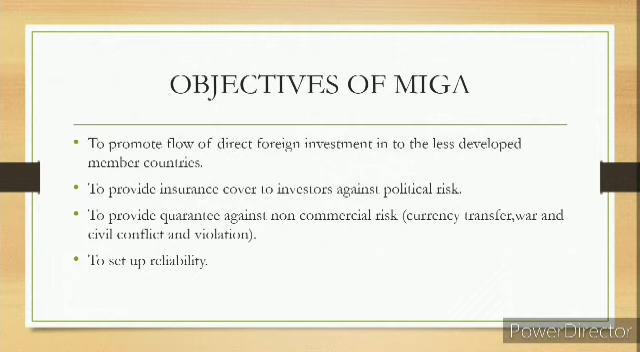 OBJECTIVES OF MIGA
• To promote flow of direct foreign investment in to the less developed
member countries.
• To provide insurance cover to investors against political risk.
• To provide quarantee against non commercial risk (currency transfer,war and
civil conflict and violation).
• To set up reliability.
PowerDirector